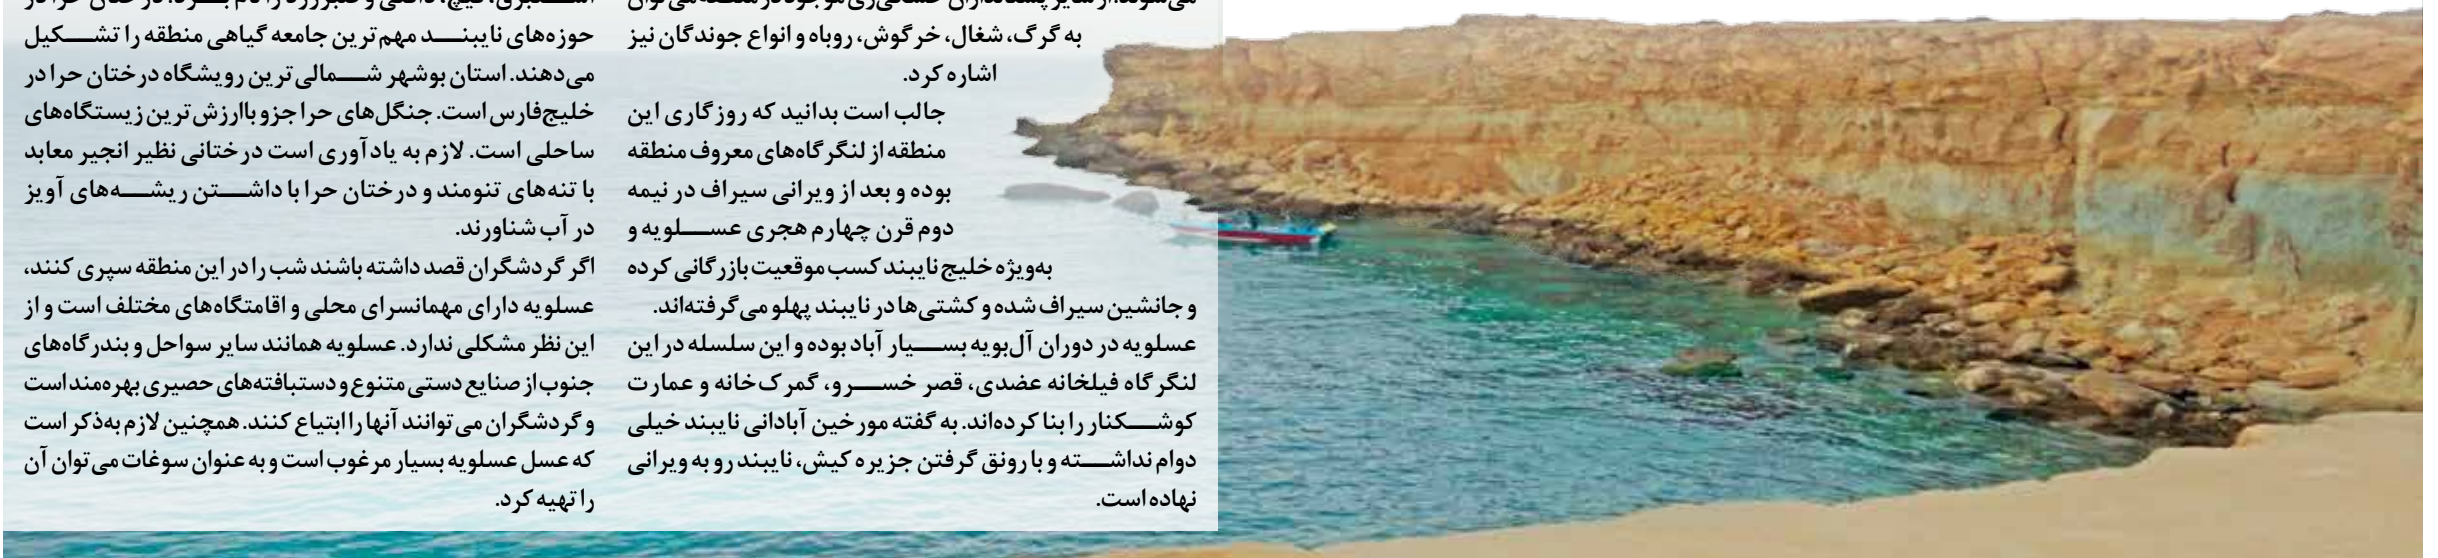 به گرگ، شغال، خرگوش، روباه و انواع جوندگان نیز
اشاره کرد.
جالب است بدانید که روزگاری این
منطقه از لنگرگاه‌های معروف منطقه
بوده و بعد از ویرانی سیراف در نیمه
دوم قرن چهارم هجری عســلویه و
به‌ویژه خلیج نایبند کسب موقعیت بازرگانی کرده
و جانشین سیراف شده و کشتی‌ها در نایبند پهلو می‌گرفته‌اند.
عسلویه در دوران آل‌بویه بســیار آباد بوده و این سلسله در این
لنگرگاه فیلخانه عضدی، قصر خســرو، گمرک‌خانه و عمارت
کوشــکنار را بنا کرده‌اند. به گفته مورخین آبادانی نایبند خیلی
دوام نداشــته و با رونق گرفتن جزیره کیش، نایبند رو به ویرانی
نهاده است.
حوزه‌های نایبنــد مهم‌ترین جامعه گیاهی منطقه را تشــکیل
می‌دهند. استان بوشهر شــمالی‌ترین رویشگاه درختان حرا در
خلیج‌فارس است. جنگل‌های حرا جزو باارزش‌ترین زیستگاه‌های
ساحلی است. لازم به یادآوری است درختانی نظیر انجیر معابد
با تنه‌های تنومند و درختان حرا با داشــتن ریشــه‌های آویز
در آب شناورند.
اگر گردشگران قصد داشته باشند شب را در این منطقه سپری کنند،
عسلویه دارای مهمانسرای محلی و اقامتگاه‌های مختلف است و از
این نظر مشکلی ندارد. عسلویه همانند سایر سواحل و بندرگاه‌های
جنوب از صنایع دستی متنوع و دستبافته‌های حصیری بهره‌مند است
و گردشگران می‌توانند آنها را ابتیاع کنند. همچنین لازم به‌ذکر است
که عسل عسلویه بسیار مرغوب است و به عنوان سوغات می‌توان آن
را تهیه کرد.